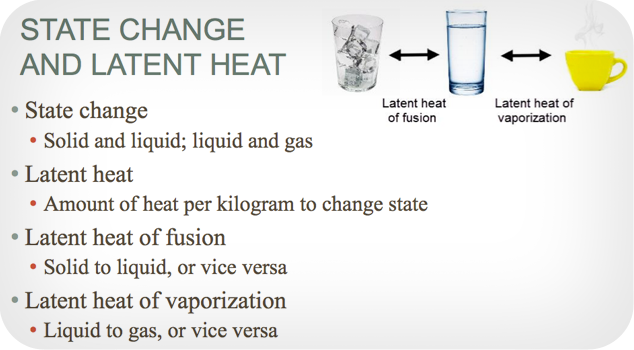 STATE CHANGE
AND LATENT HEAT
Latent heat
of fusion
Latent heat of
vaporization
• State change
• Solid and liquid; liquid and gas
• Latent heat
• Amount of heat per kilogram to change state
• Latent heat of fusion
• Solid to liquid, or vice versa
• Latent heat of vaporization
• Liquid to gas, or vice versa